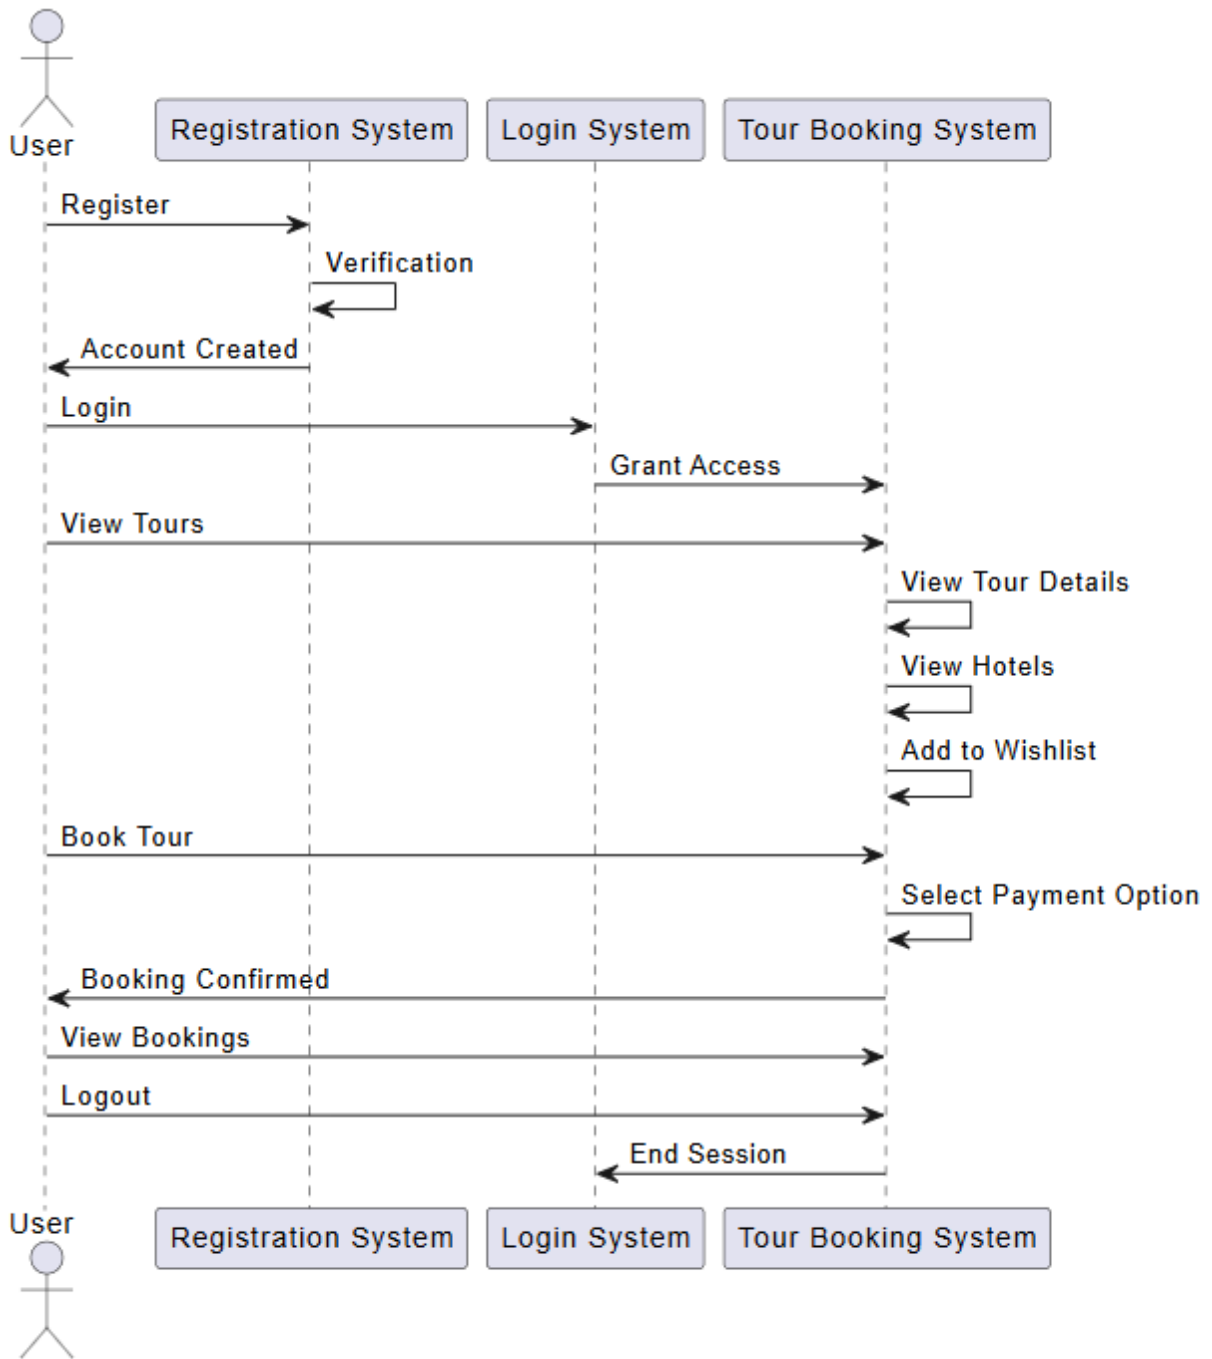 User
Registration System
Login System
Tour Booking System
Register
Verification
Account Created
Login
Grant Access
View Tours
View Tour Details
View Hotels
Add to Wishlist
Book Tour
Select Payment Option
Booking Confirmed
View Bookings
Logout
End Session
User
Registration System
Login System
Tour Booking System